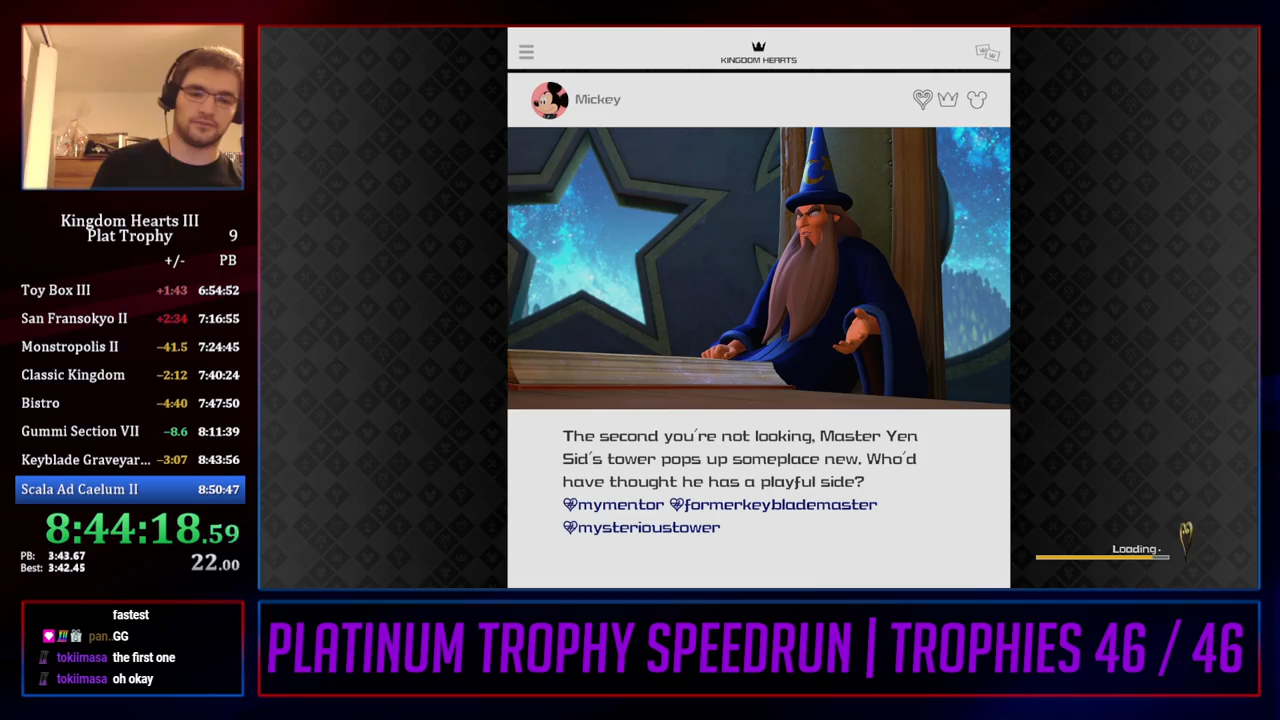 KINGDOM HEARTS
Mickey
The second you're not looking, Master Yen
Sid's tower pops up someplace new. Who'd
have thought he has a playful side?
mymentor formerkeyblademaster
mysterioustower
Loading·
Kingdom Hearts III
Plat Trophy 9
+/- PB
Toy Box III +1:43 6:54:52
San Fransokyo II +2:34 7:16:55
Monstropolis II −41.5 7:24:45
Classic Kingdom −2:12 7:40:24
Bistro −4:40 7:47:50
Gummi Section VII −8.6 8:11:39
Keyblade Graveyar... −3:07 8:43:56
Scala Ad Caelum II 8:50:47
8:44:18.59
PB: 3:43.67
Best: 3:42.45
22.00
fastest
pan. GG
tokiimasa the first one
tokiimasa oh okay
PLATINUM TROPHY SPEEDRUN | TROPHIES 46 / 46